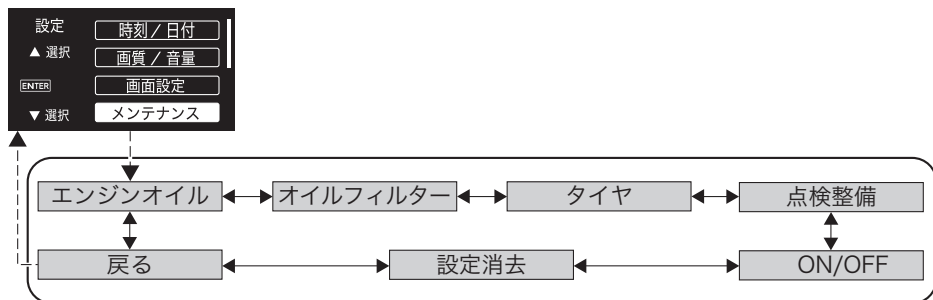 設定
時刻 / 日付
▲ 選択
画質 / 音量
ENTER
画面設定
▼ 選択
メンテナンス
エンジンオイル
オイルフィルター
タイヤ
点検整備
戻る
設定消去
ON/OFF